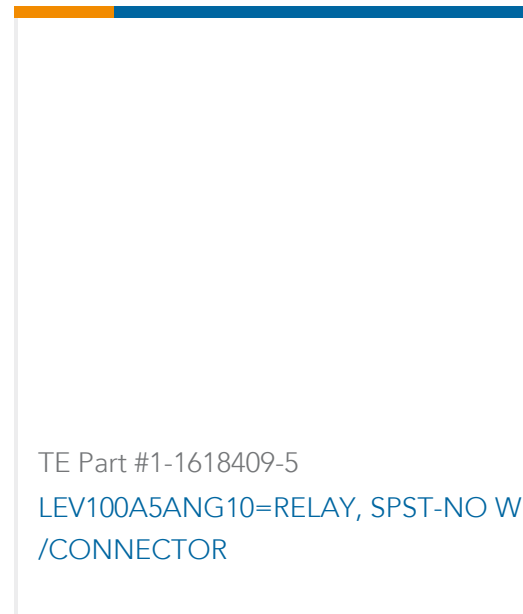 TE Part #1-1618409-5
LEV100A5ANG10=RELAY, SPST-NO W
/CONNECTOR